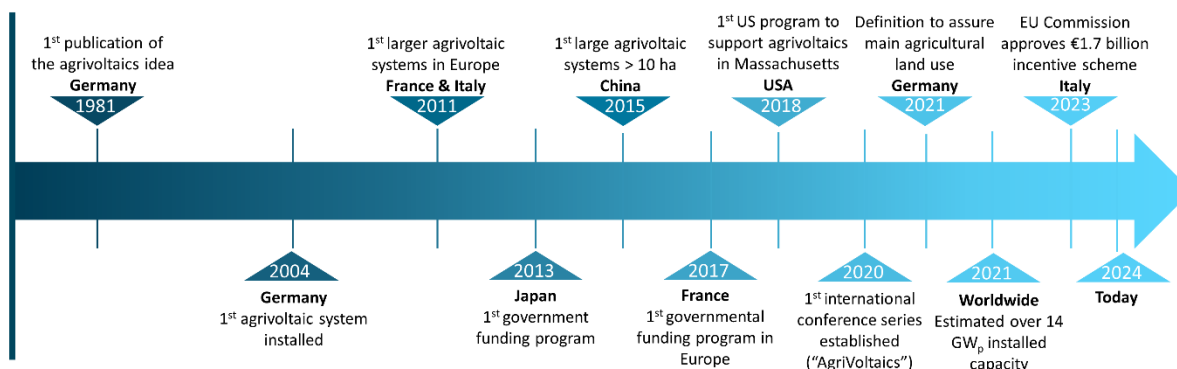 1st publication of
the agrivoltaics idea
Germany
1981
1st larger agrivoltaic
systems in Europe
France & Italy
2011
1st large agrivoltaic
systems > 10 ha
China
2015
1st US program to
support agrivoltaics
in Massachusetts
USA
2018
Definition to assure
main agricultural
land use
Germany
2021
EU Commission
approves €1.7 billion
incentive scheme
Italy
2023
2004
Germany
1st agrivoltaic system
installed
2013
Japan
1st government
funding program
2017
France
1st governmental
funding program in
Europe
2020
1st international
conference series
established
("AgriVoltaics")
2021
Worldwide
Estimated over 14
GWp installed
capacity
2024
Today